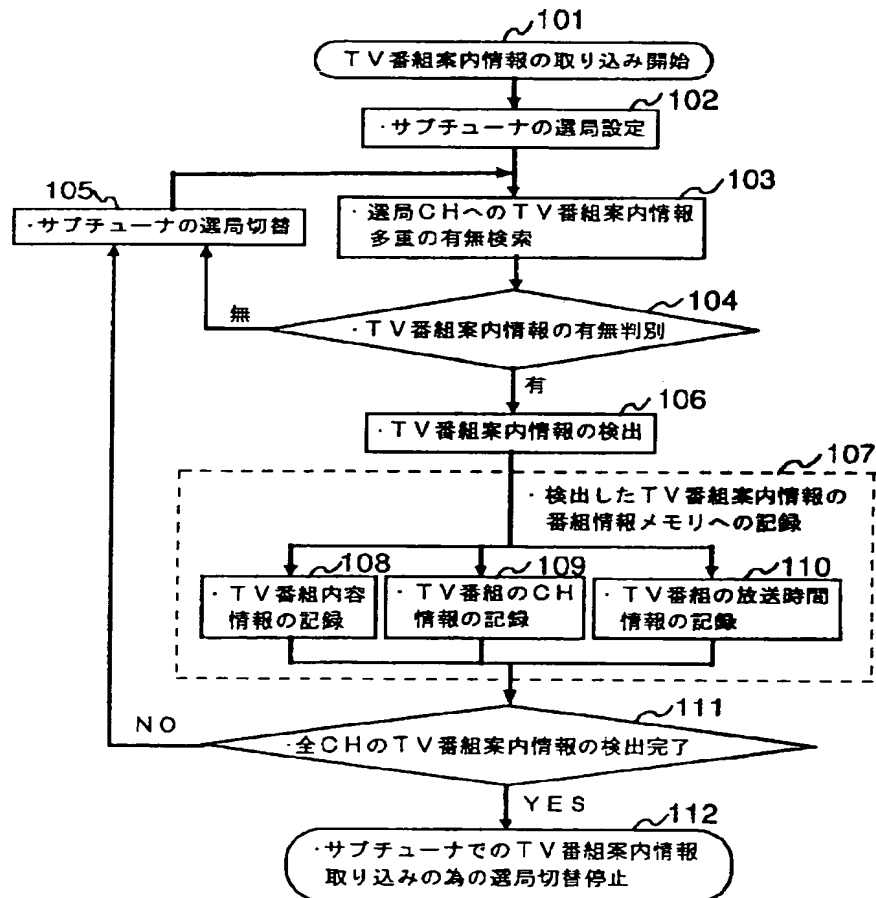 101
TV番組案内情報の取り込み開始
102
・サブチューナの選局設定
105
・サブチューナの選局切替
103
・選局CHへのTV番組案内情報
多重の有無検索
104
無
・TV番組案内情報の有無判別
有
106
・TV番組案内情報の検出
107
・検出したTV番組案内情報の
番組情報メモリへの記録
108
・TV番組内容
情報の記録
109
・TV番組のCH
情報の記録
110
・TV番組の放送時間
情報の記録
111
NO
・全CHのTV番組案内情報の検出完了
YES
112
・サブチューナでのTV番組案内情報
取り込みの為の選局切替停止